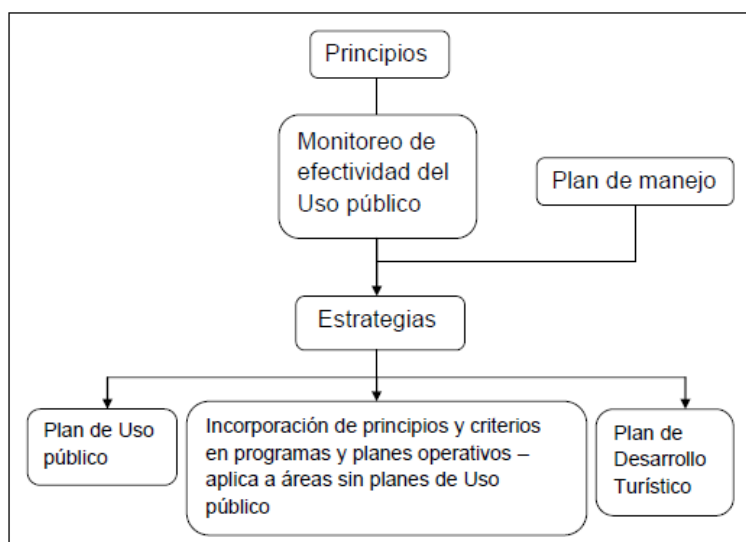 Principios
Monitoreo de
efectividad del
Uso público
Plan de manejo
Estrategias
Plan de Uso
público
Incorporación de principios y criterios
en programas y planes operativos –
aplica a áreas sin planes de Uso
público
Plan de
Desarrollo
Turístico